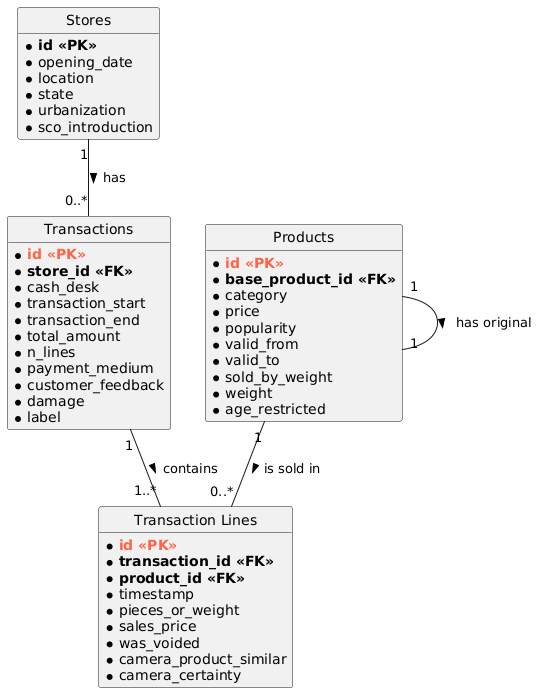 Stores
id «PK»
opening_date
location
state
urbanization
sco_introduction
1
has
0..*
Transactions
id «PK»
store_id «FK»
cash_desk
transaction_start
transaction_end
total_amount
n_lines
payment_medium
customer_feedback
damage
label
Products
id «PK»
base_product_id «FK»
category
price
popularity
valid_from
valid_to
sold_by_weight
weight
age_restricted
1
has original
1
1
contains
1..*
1
is sold in
0..*
Transaction Lines
id «PK»
transaction_id «FK»
product_id «FK»
timestamp
pieces_or_weight
sales_price
was_voided
camera_product_similar
camera_certainty